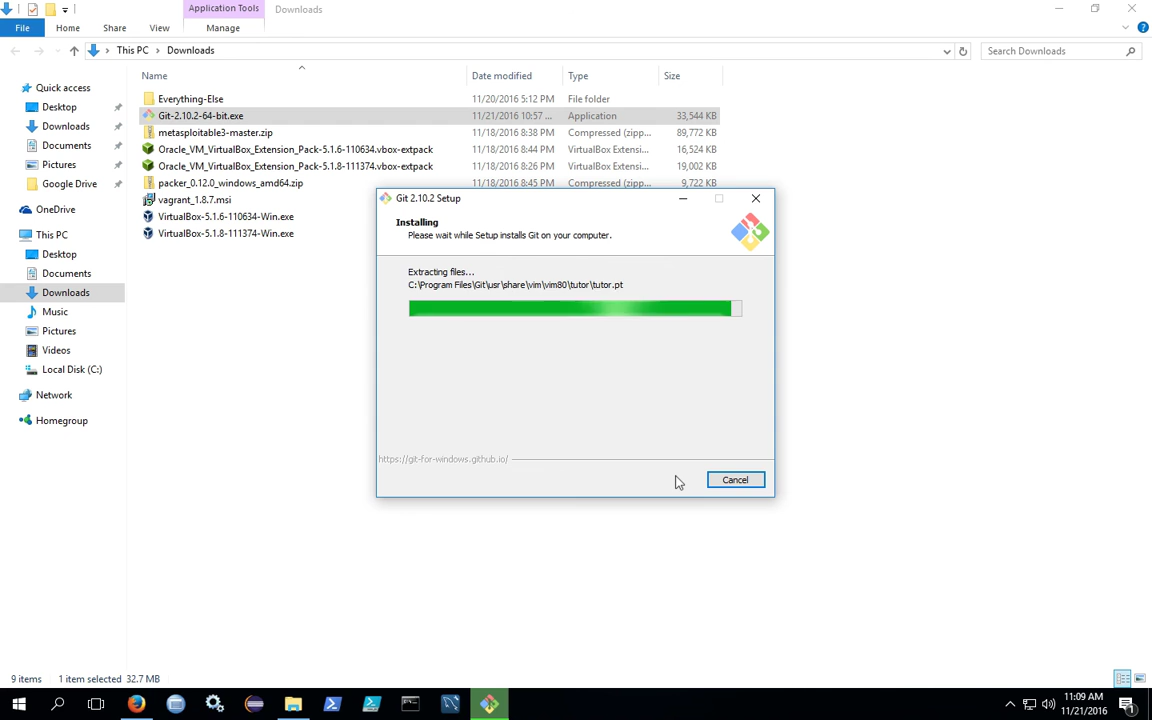 Application Tools Downloads
File Home Share View Manage
This PC > Downloads Search Downloads
Name Date modified Type Size
Everything-Else 11/20/2016 5:12 PM File folder
Git-2.10.2-64-bit.exe 11/21/2016 10:57 ... Application 33,544 KB
metasploitable3-master.zip 11/18/2016 8:38 PM Compressed (zipp... 89,772 KB
Oracle_VM_VirtualBox_Extension_Pack-5.1.6-110634.vbox-extpack 11/18/2016 8:44 PM VirtualBox Extensi... 16,524 KB
Oracle_VM_VirtualBox_Extension_Pack-5.1.8-111374.vbox-extpack 11/18/2016 8:26 PM VirtualBox Extensi... 19,002 KB
packer_0.12.0_windows_amd64.zip 11/18/2016 8:45 PM Compressed (zipp... 9,722 KB
vagrant_1.8.7.msi
VirtualBox-5.1.6-110634-Win.exe
VirtualBox-5.1.8-111374-Win.exe
Quick access
Desktop
Downloads
Documents
Pictures
Google Drive
OneDrive
This PC
Desktop
Documents
Downloads
Music
Pictures
Videos
Local Disk (C:)
Network
Homegroup
Git 2.10.2 Setup
Installing
Please wait while Setup installs Git on your computer.
Extracting files...
C:\Program Files\Git\usr\share\vim\vim80\tutor\tutor.pt
https://git-for-windows.github.io/
Cancel
9 items 1 item selected 32.7 MB
11:09 AM
11/21/2016
1